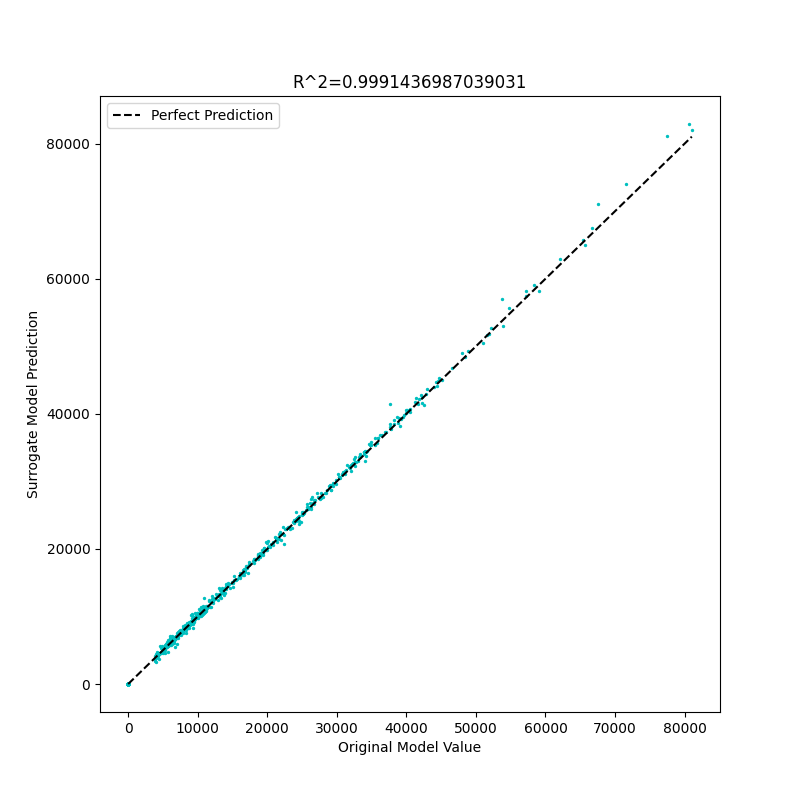 R^2=0.9991436987039031
Perfect Prediction
80000
60000
40000
20000
0
Surrogate Model Prediction
0 10000 20000 30000 40000 50000 60000 70000 80000
Original Model Value